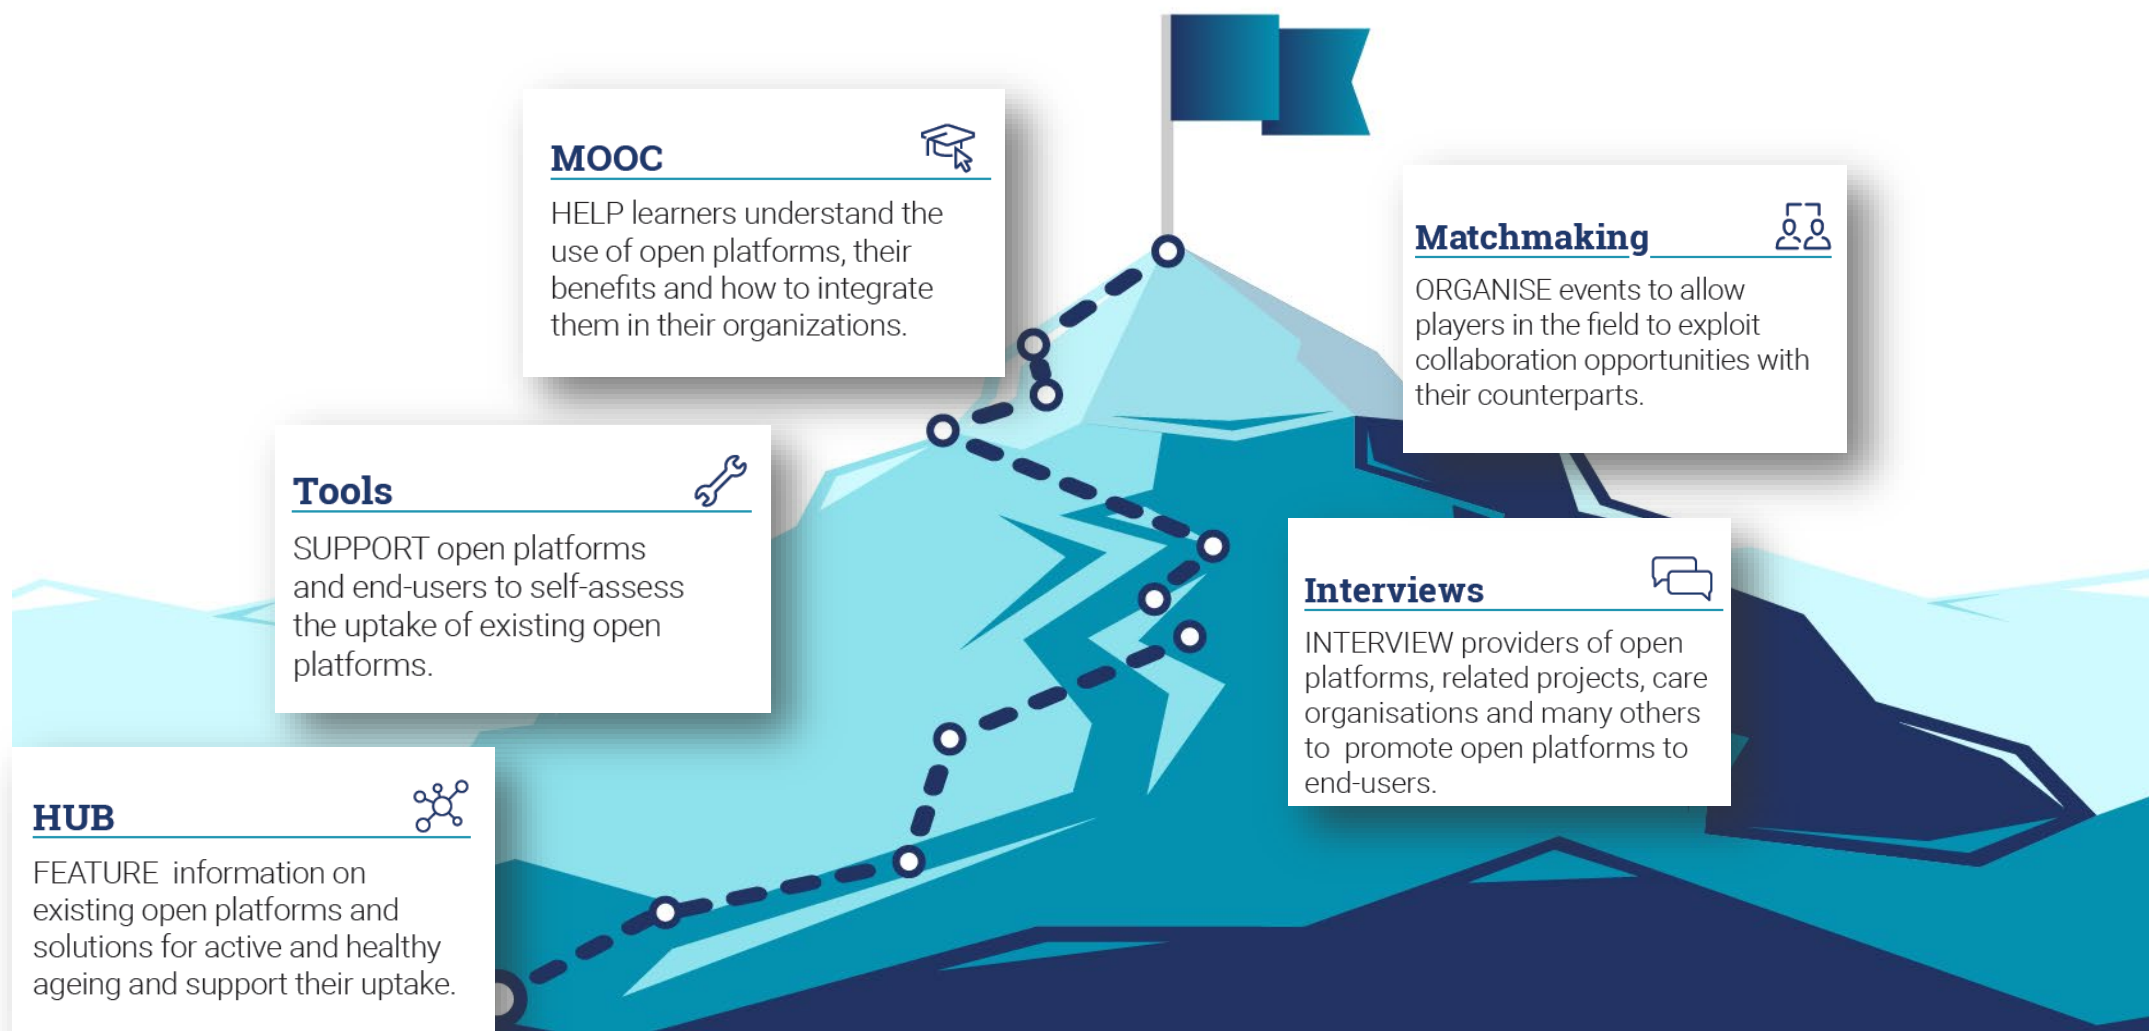 MOOC
HELP learners understand the
use of open platforms, their
benefits and how to integrate
them in their organizations.
Matchmaking
ORGANISE events to allow
players in the field to exploit
collaboration opportunities with
their counterparts.
Tools
SUPPORT open platforms
and end-users to self-assess
the uptake of existing open
platforms.
Interviews
INTERVIEW providers of open
platforms, related projects, care
organisations and many others
to promote open platforms to
end-users.
HUB
FEATURE information on
existing open platforms and
solutions for active and healthy
ageing and support their uptake.